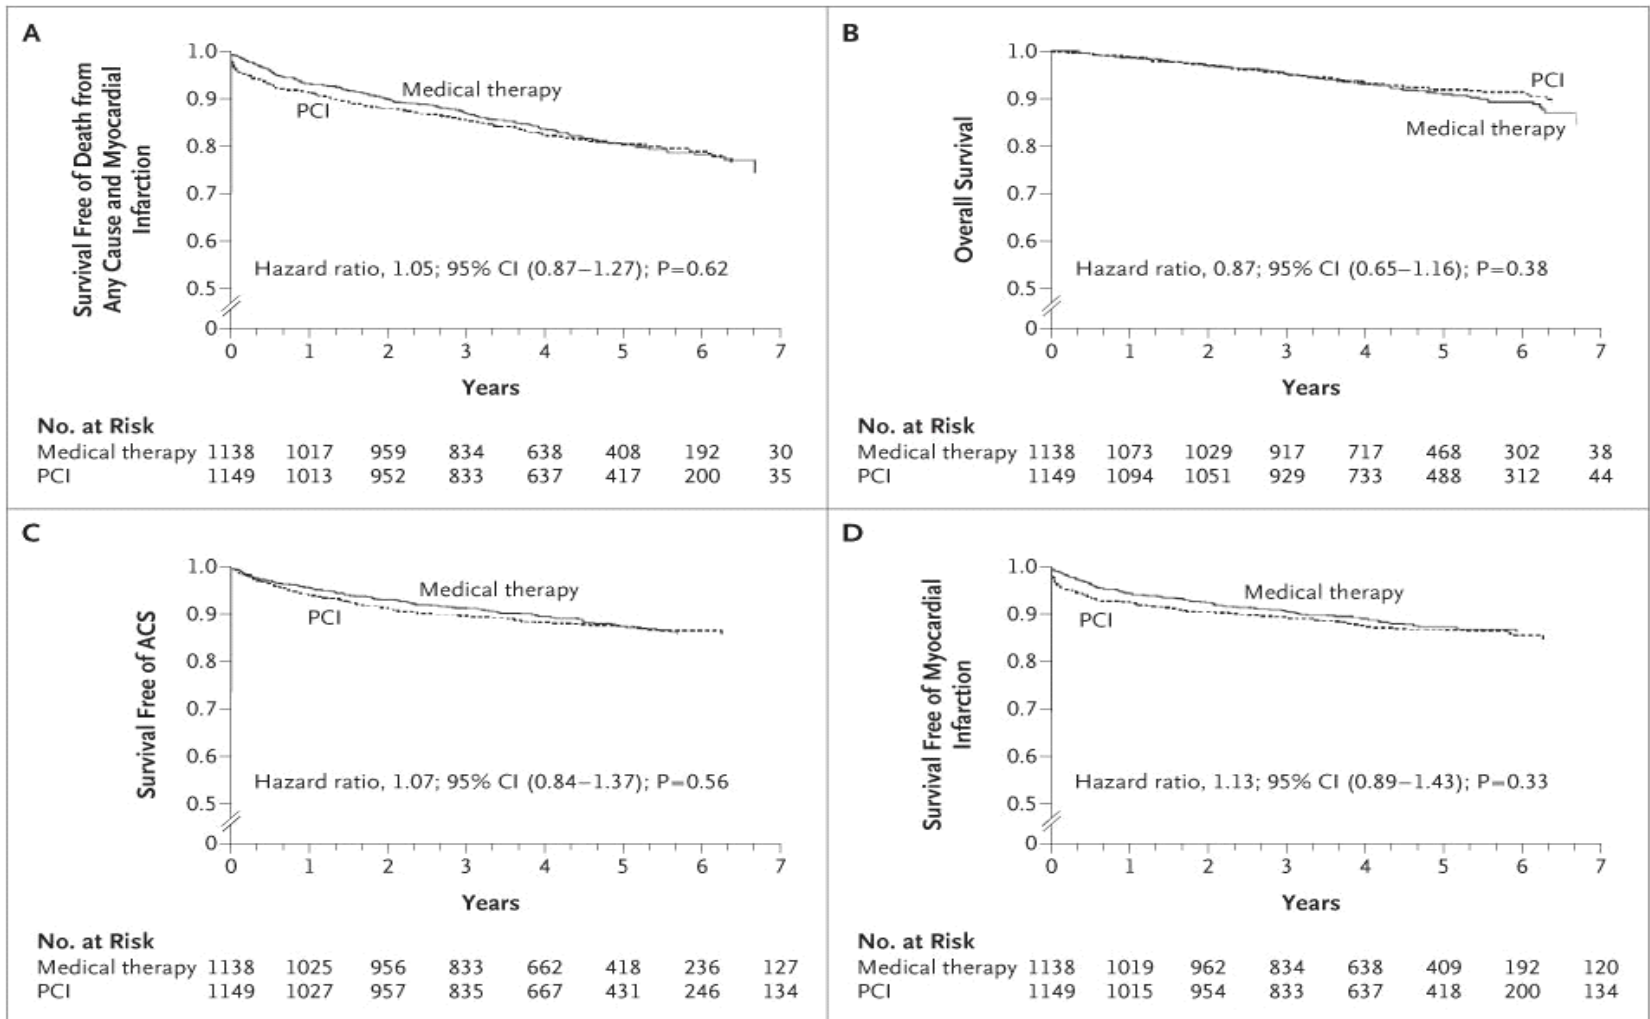 A
Survival Free of Death from
Any Cause and Myocardial
Infarction
1.0
0.9
0.8
0.7
0.6
0.5
0
Medical therapy
PCI
Hazard ratio, 1.05; 95% CI (0.87–1.27); P=0.62
0 1 2 3 4 5 6 7
Years
No. at Risk
Medical therapy 1138 1017 959 834 638 408 192 30
PCI 1149 1013 952 833 637 417 200 35
B
Overall Survival
1.0
0.9
0.8
0.7
0.6
0.5
0
PCI
Medical therapy
Hazard ratio, 0.87; 95% CI (0.65–1.16); P=0.38
0 1 2 3 4 5 6 7
Years
No. at Risk
Medical therapy 1138 1073 1029 917 717 468 302 38
PCI 1149 1094 1051 929 733 488 312 44
C
Survival Free of ACS
1.0
0.9
0.8
0.7
0.6
0.5
0
Medical therapy
PCI
Hazard ratio, 1.07; 95% CI (0.84–1.37); P=0.56
0 1 2 3 4 5 6 7
Years
No. at Risk
Medical therapy 1138 1025 956 833 662 418 236 127
PCI 1149 1027 957 835 667 431 246 134
D
Survival Free of Myocardial
Infarction
1.0
0.9
0.8
0.7
0.6
0.5
0
Medical therapy
PCI
Hazard ratio, 1.13; 95% CI (0.89–1.43); P=0.33
0 1 2 3 4 5 6 7
Years
No. at Risk
Medical therapy 1138 1019 962 834 638 409 192 120
PCI 1149 1015 954 833 637 418 200 134